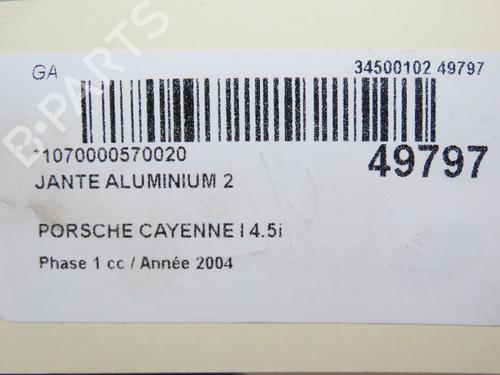 GA
34500102 49797
*1070000570020
49797
JANTE ALUMINIUM 2
PORSCHE CAYENNE I 4.5i
Phase 1 cc / Année 2004
B-PARTS